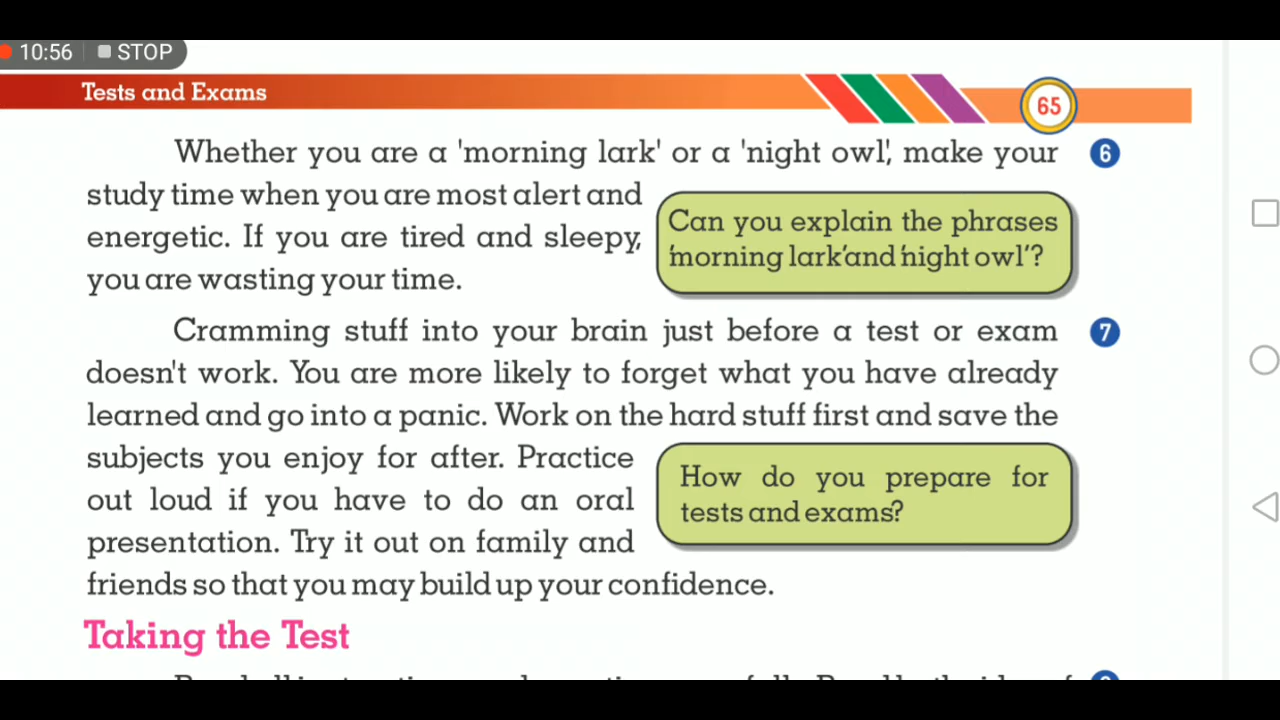 10:56 STOP
Tests and Exams
65
Whether you are a 'morning lark' or a 'night owl', make your
6
study time when you are most alert and
energetic. If you are tired and sleepy,
you are wasting your time.
Can you explain the phrases
'morning lark'and 'night owl'?
Cramming stuff into your brain just before a test or exam
7
doesn't work. You are more likely to forget what you have already
learned and go into a panic. Work on the hard stuff first and save the
subjects you enjoy for after. Practice
out loud if you have to do an oral
presentation. Try it out on family and
How do you prepare for
tests and exams?
friends so that you may build up your confidence.
Taking the Test